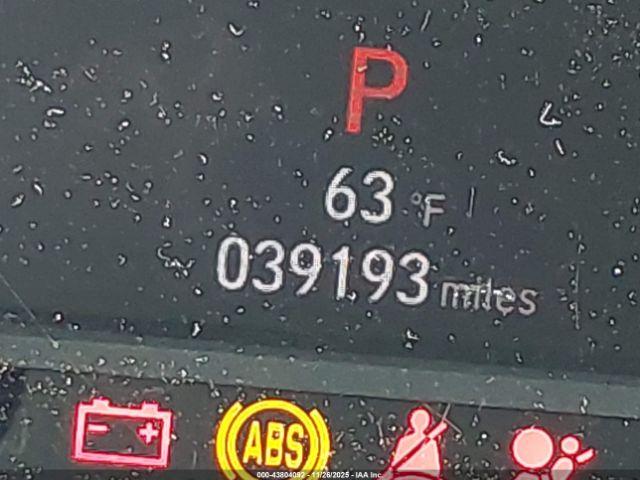 P
63 °F
039193 miles
ABS
000-43804092 - 11/26/2025 - IAA Inc.